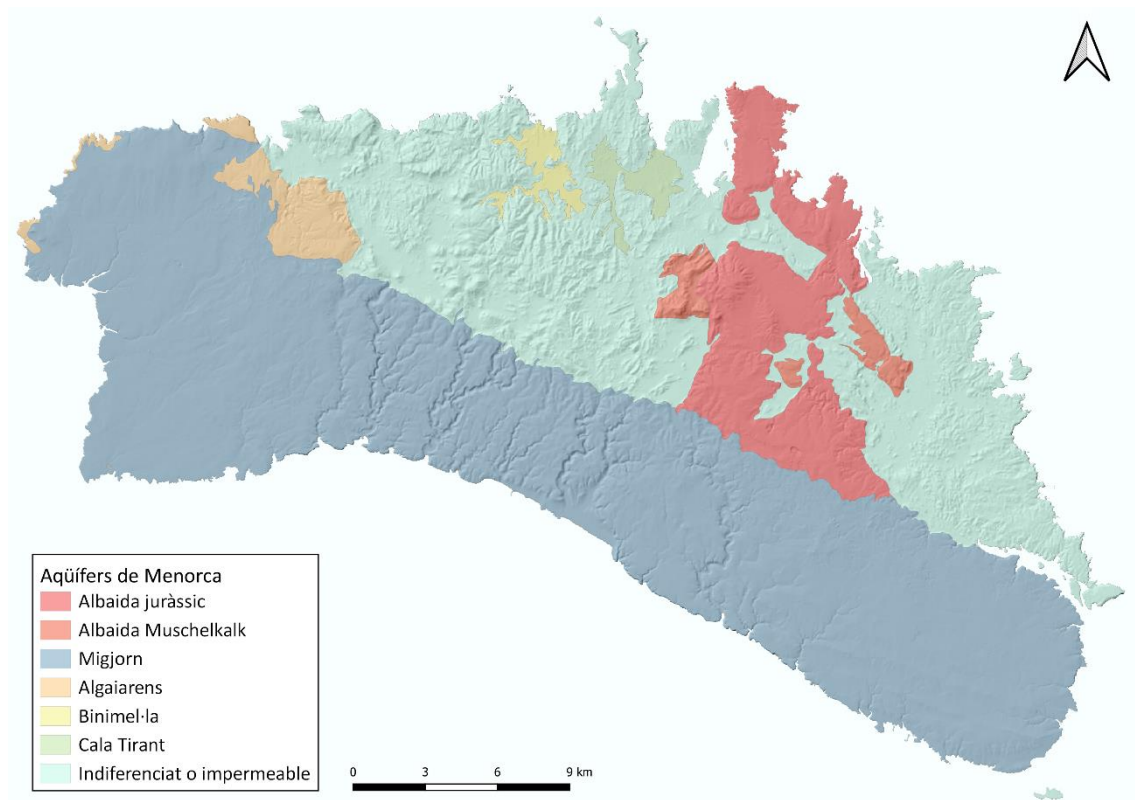 Aqüífers de Menorca
Albaida juràssic
Albaida Muschelkalk
Migjorn
Algaiarens
Binimel·la
Cala Tirant
Indiferenciat o impermeable
0 3 6 9 km